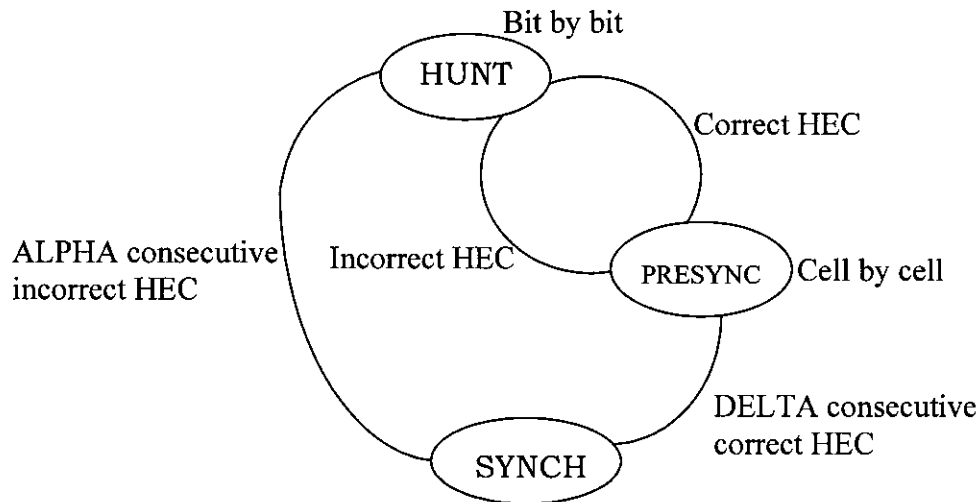 Bit by bit
HUNT
Correct HEC
ALPHA consecutive
incorrect HEC
Incorrect HEC
PRESYNC
Cell by cell
DELTA consecutive
correct HEC
SYNCH